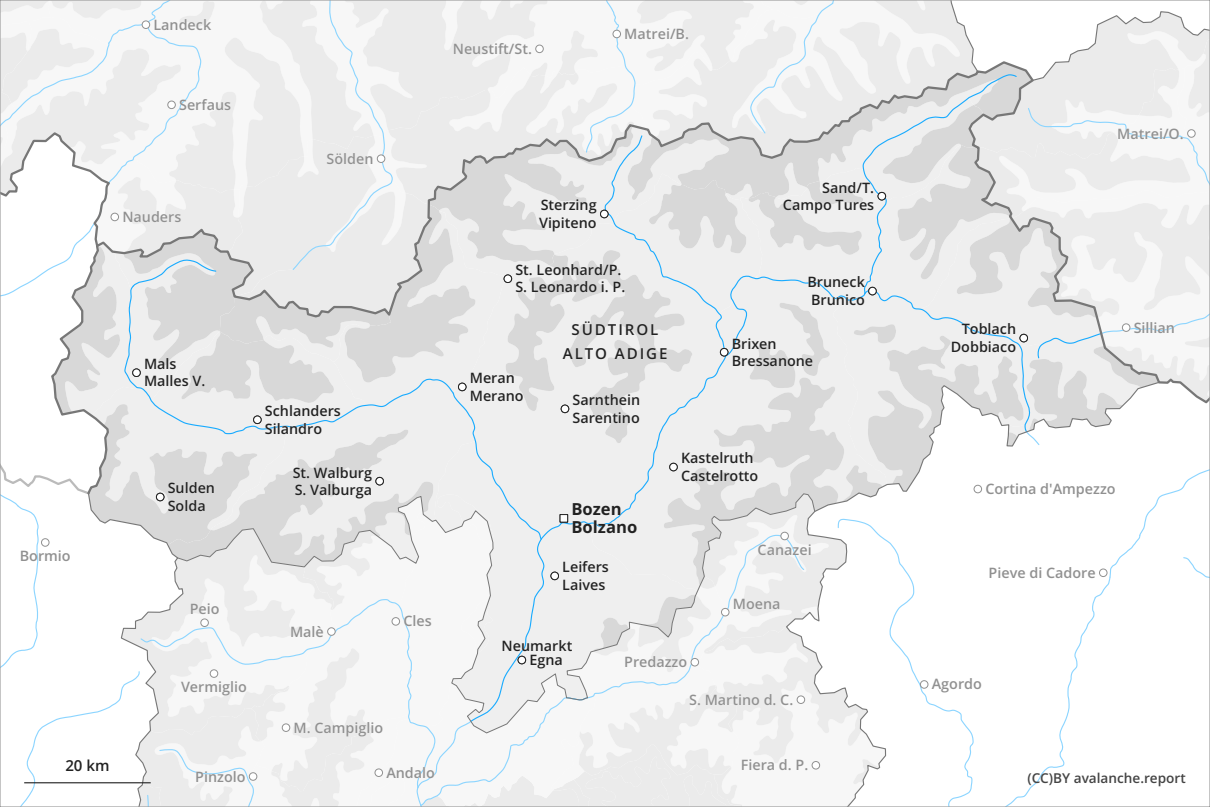 Landeck
Matrei/B.
Neustift/St.
Serfaus
Matrei/O.
Sölden
Sand/T.
Campo Tures
Nauders
Sterzing
Vipiteno
St. Leonhard/P.
S. Leonardo i. P.
Bruneck
Brunico
SÜDTIROL
ALTO ADIGE
Toblach
Dobbiaco
Sillian
Brixen
Bressanone
Mals
Malles V.
Meran
Merano
Sarnthein
Sarentino
Schlanders
Silandro
Kastelruth
Castelrotto
St. Walburg
S. Valburga
Sulden
Solda
Cortina d'Ampezzo
Bozen
Bolzano
Bormio
Canazei
Leifers
Laives
Pieve di Cadore
Peio
Moena
Malè
Cles
Neumarkt
Egna
Predazzo
Vermiglio
Agordo
S. Martino d. C.
M. Campiglio
20 km
Pinzolo
Andalo
Fiera d. P.
(CC)BY avalanche.report